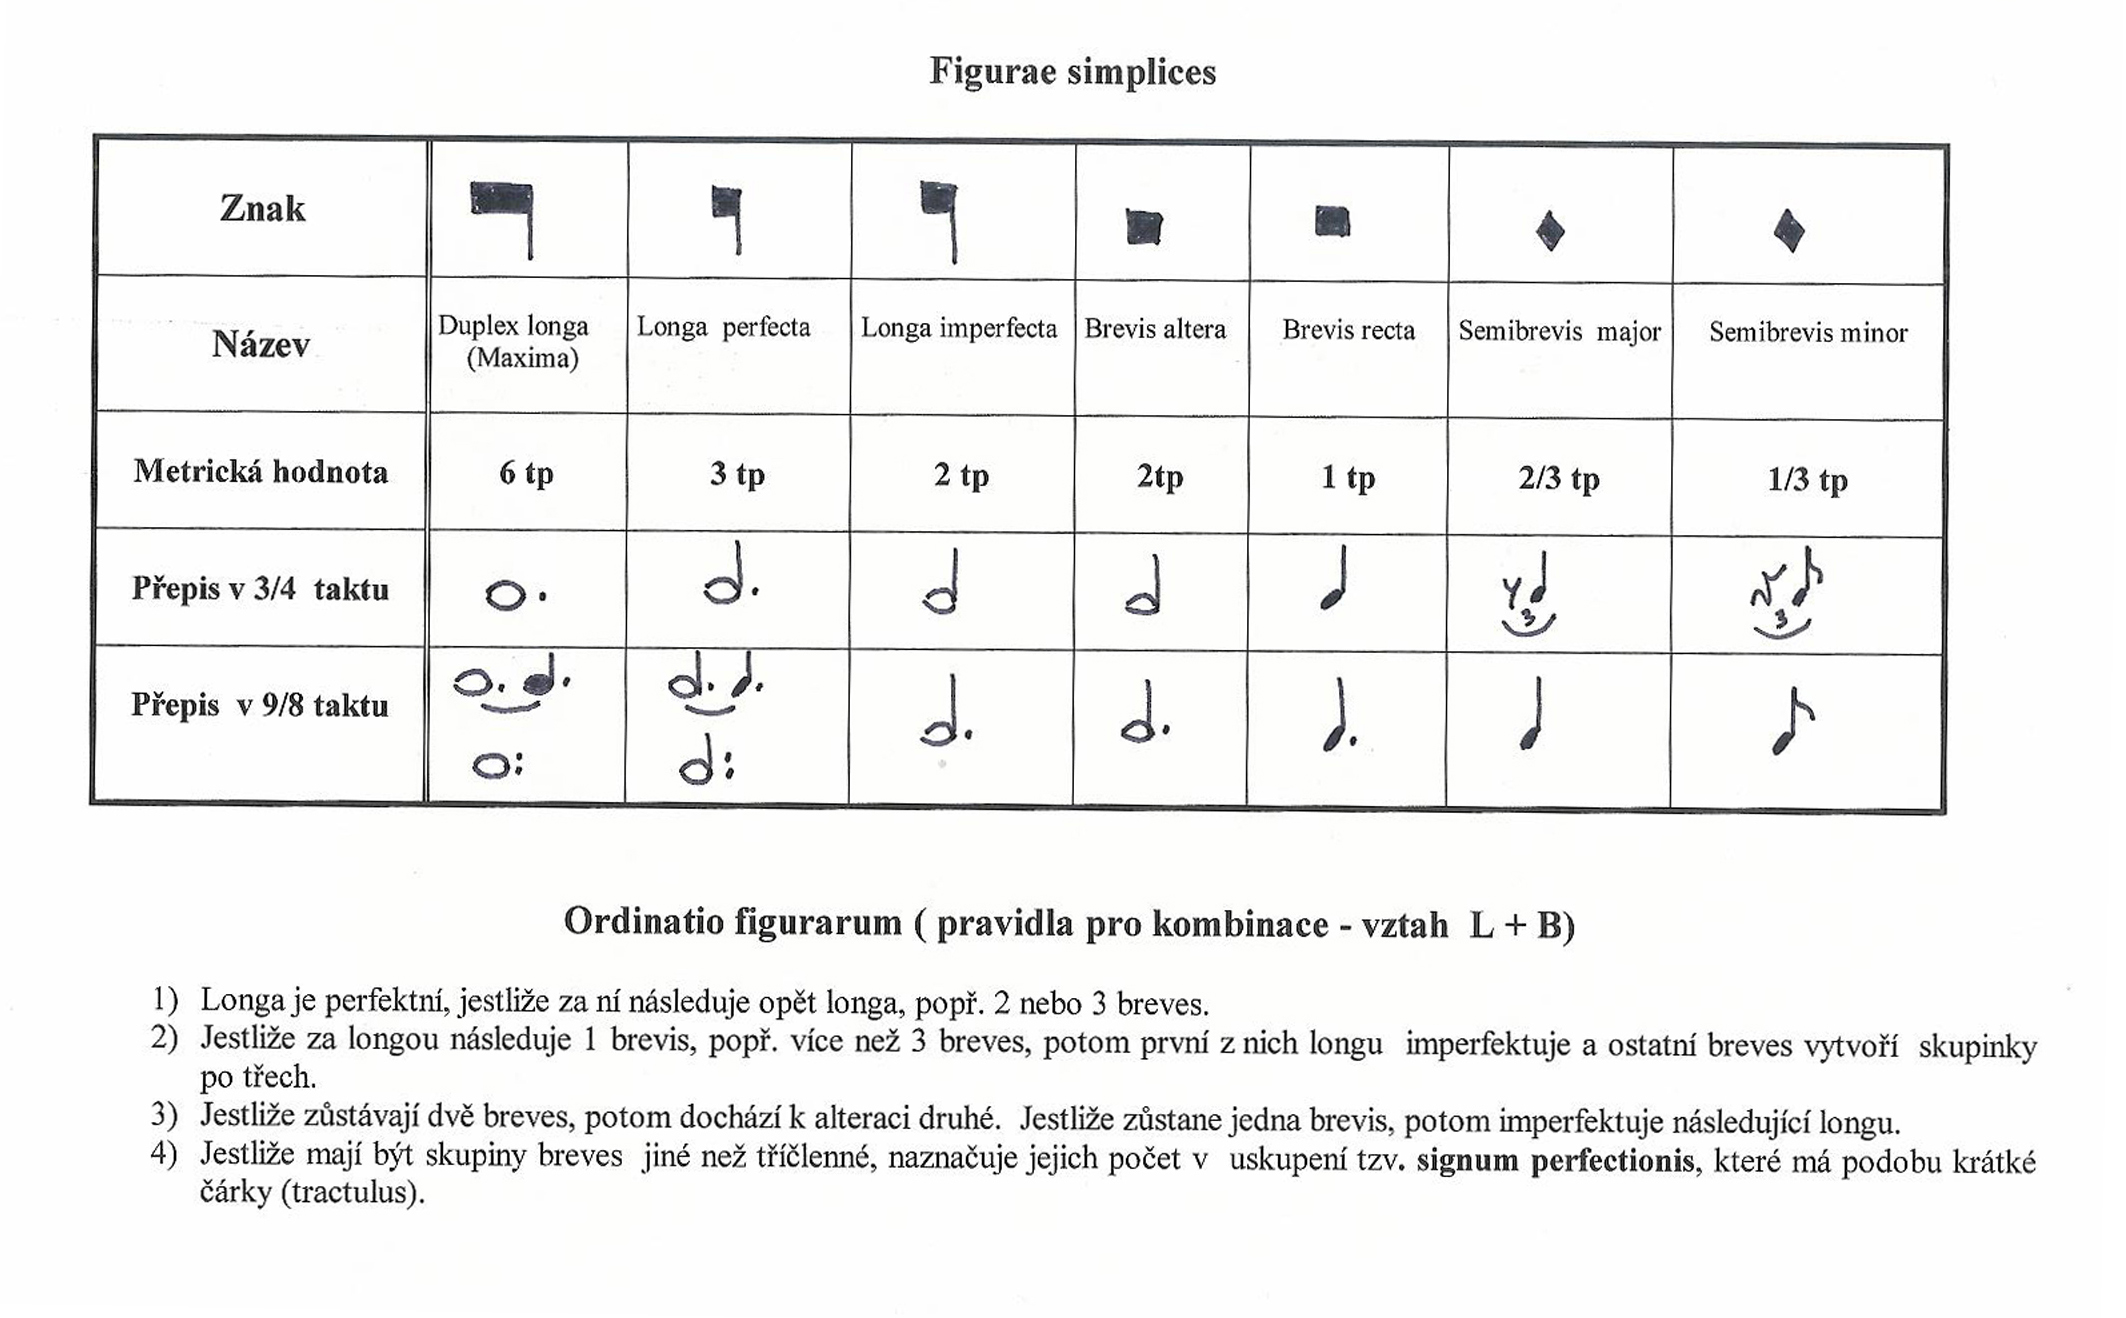 Figurae simplices
Znak
Název Duplex longa Longa perfecta Longa imperfecta Brevis altera Brevis recta Semibrevis major Semibrevis minor
(Maxima)
Metrická hodnota 6 tp 3 tp 2 tp 2tp 1 tp 2/3 tp 1/3 tp
Přepis v 3/4 taktu
3 3
Přepis v 9/8 taktu
Ordinatio figurarum ( pravidla pro kombinace - vztah L + B)
1) Longa je perfektní, jestliže za ní následuje opět longa, popř. 2 nebo 3 breves.
2) Jestliže za longou následuje 1 brevis, popř. více než 3 breves, potom první z nich longu imperfektuje a ostatní breves vytvoří skupinky
po třech.
3) Jestliže zůstávají dvě breves, potom dochází k alteraci druhé. Jestliže zůstane jedna brevis, potom imperfektuje následující longu.
4) Jestliže mají být skupiny breves jiné než tříčlenné, naznačuje jejich počet v uskupení tzv. signum perfectionis, které má podobu krátké
čárky (tractulus).